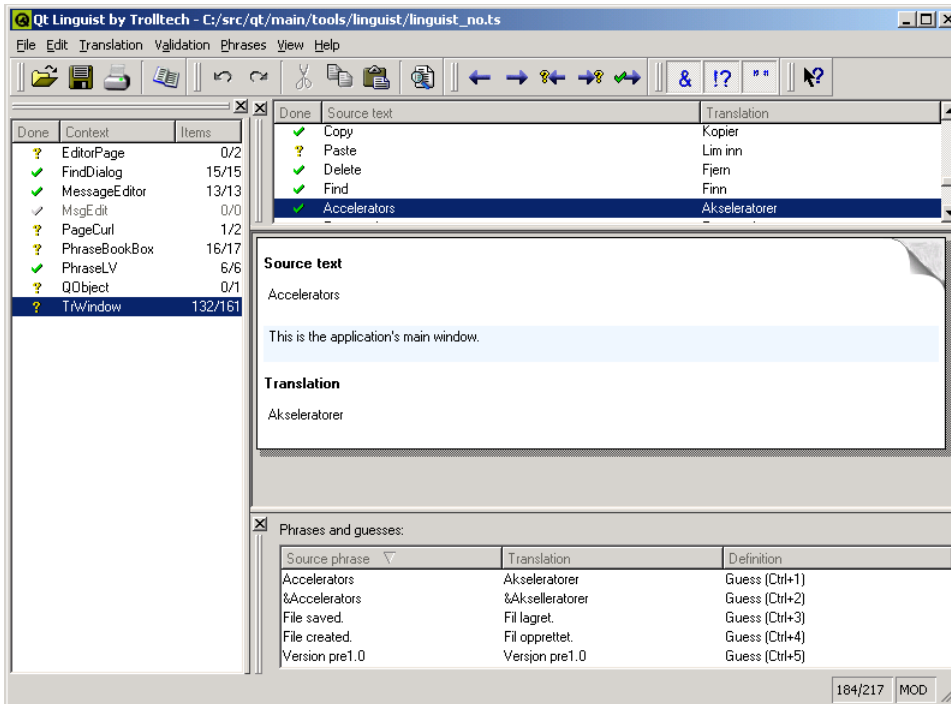 Qt Linguist by Trolltech - C:/src/qt/main/tools/linguist/linguist_no.ts
File Edit Translation Validation Phrases View Help
& !? " "
Done Context Items
EditorPage 0/2
FindDialog 15/15
MessageEditor 13/13
MsgEdit 0/0
PageCurl 1/2
PhraseBookBox 16/17
PhraseLV 6/6
QObject 0/1
TrWindow 132/161
Done Source text Translation
Copy Kopier
Paste Lim inn
Delete Fjern
Find Finn
Accelerators Akseleratorer
Source text
Accelerators
This is the application's main window.
Translation
Akseleratorer
Phrases and guesses:
Source phrase Translation Definition
Accelerators Akseleratorer Guess (Ctrl+1)
&Accelerators &Akselleratorer Guess (Ctrl+2)
File saved. Fil lagret. Guess (Ctrl+3)
File created. Fil opprettet. Guess (Ctrl+4)
Version pre1.0 Versjon pre1.0 Guess (Ctrl+5)
184/217 MOD